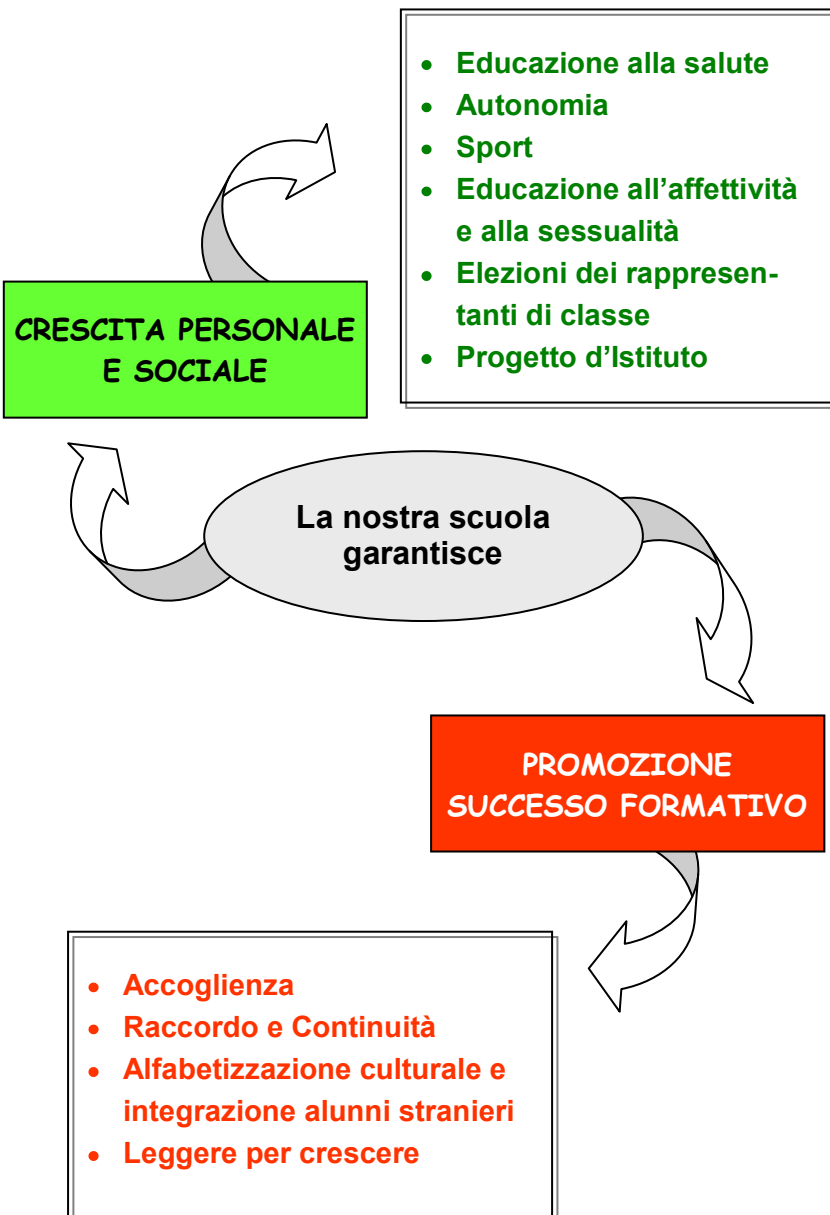 • Educazione alla salute
• Autonomia
• Sport
• Educazione all’affettività
e alla sessualità
• Elezioni dei rappresen-
tanti di classe
• Progetto d’Istituto
CRESCITA PERSONALE
E SOCIALE
La nostra scuola
garantisce
PROMOZIONE
SUCCESSO FORMATIVO
• Accoglienza
• Raccordo e Continuità
• Alfabetizzazione culturale e
integrazione alunni stranieri
• Leggere per crescere